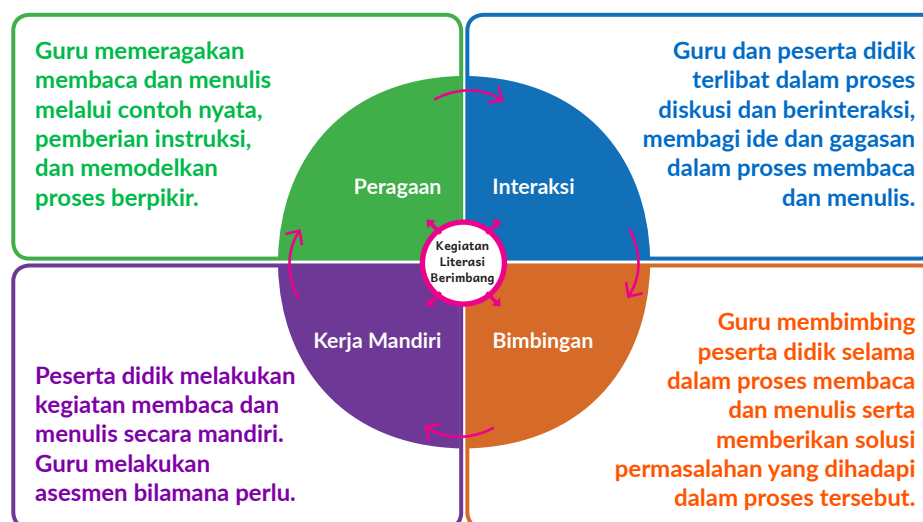 Guru memeragakan
membaca dan menulis
melalui contoh nyata,
pemberian instruksi,
dan memodelkan
proses berpikir.
Guru dan peserta didik
terlibat dalam proses
diskusi dan berinteraksi,
membagi ide dan gagasan
dalam proses membaca
dan menulis.
Peragaan
Interaksi
Kegiatan
Literasi
Berimbang
Kerja Mandiri
Bimbingan
Peserta didik melakukan
kegiatan membaca dan
menulis secara mandiri.
Guru melakukan
asesmen bilamana perlu.
Guru membimbing
peserta didik selama
dalam proses membaca
dan menulis serta
memberikan solusi
permasalahan yang dihadapi
dalam proses tersebut.